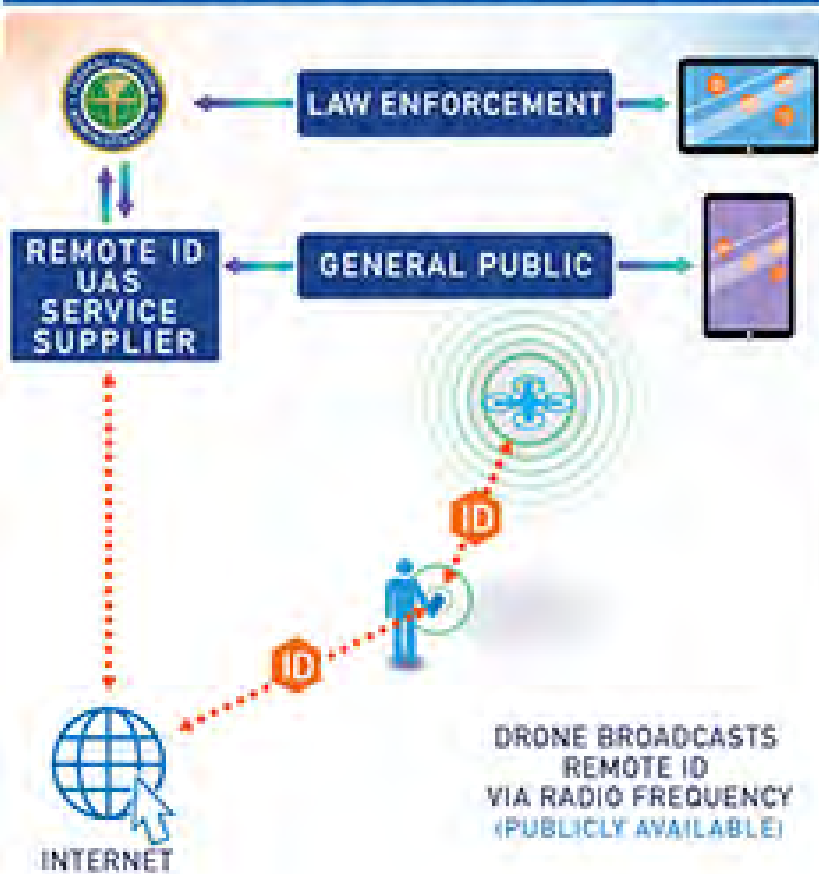 LAW ENFORCEMENT
REMOTE ID
UAS
SERVICE
SUPPLIER
GENERAL PUBLIC
ID
ID
DRONE BROADCASTS
REMOTE ID
VIA RADIO FREQUENCY
(PUBLICLY AVAILABLE)
INTERNET